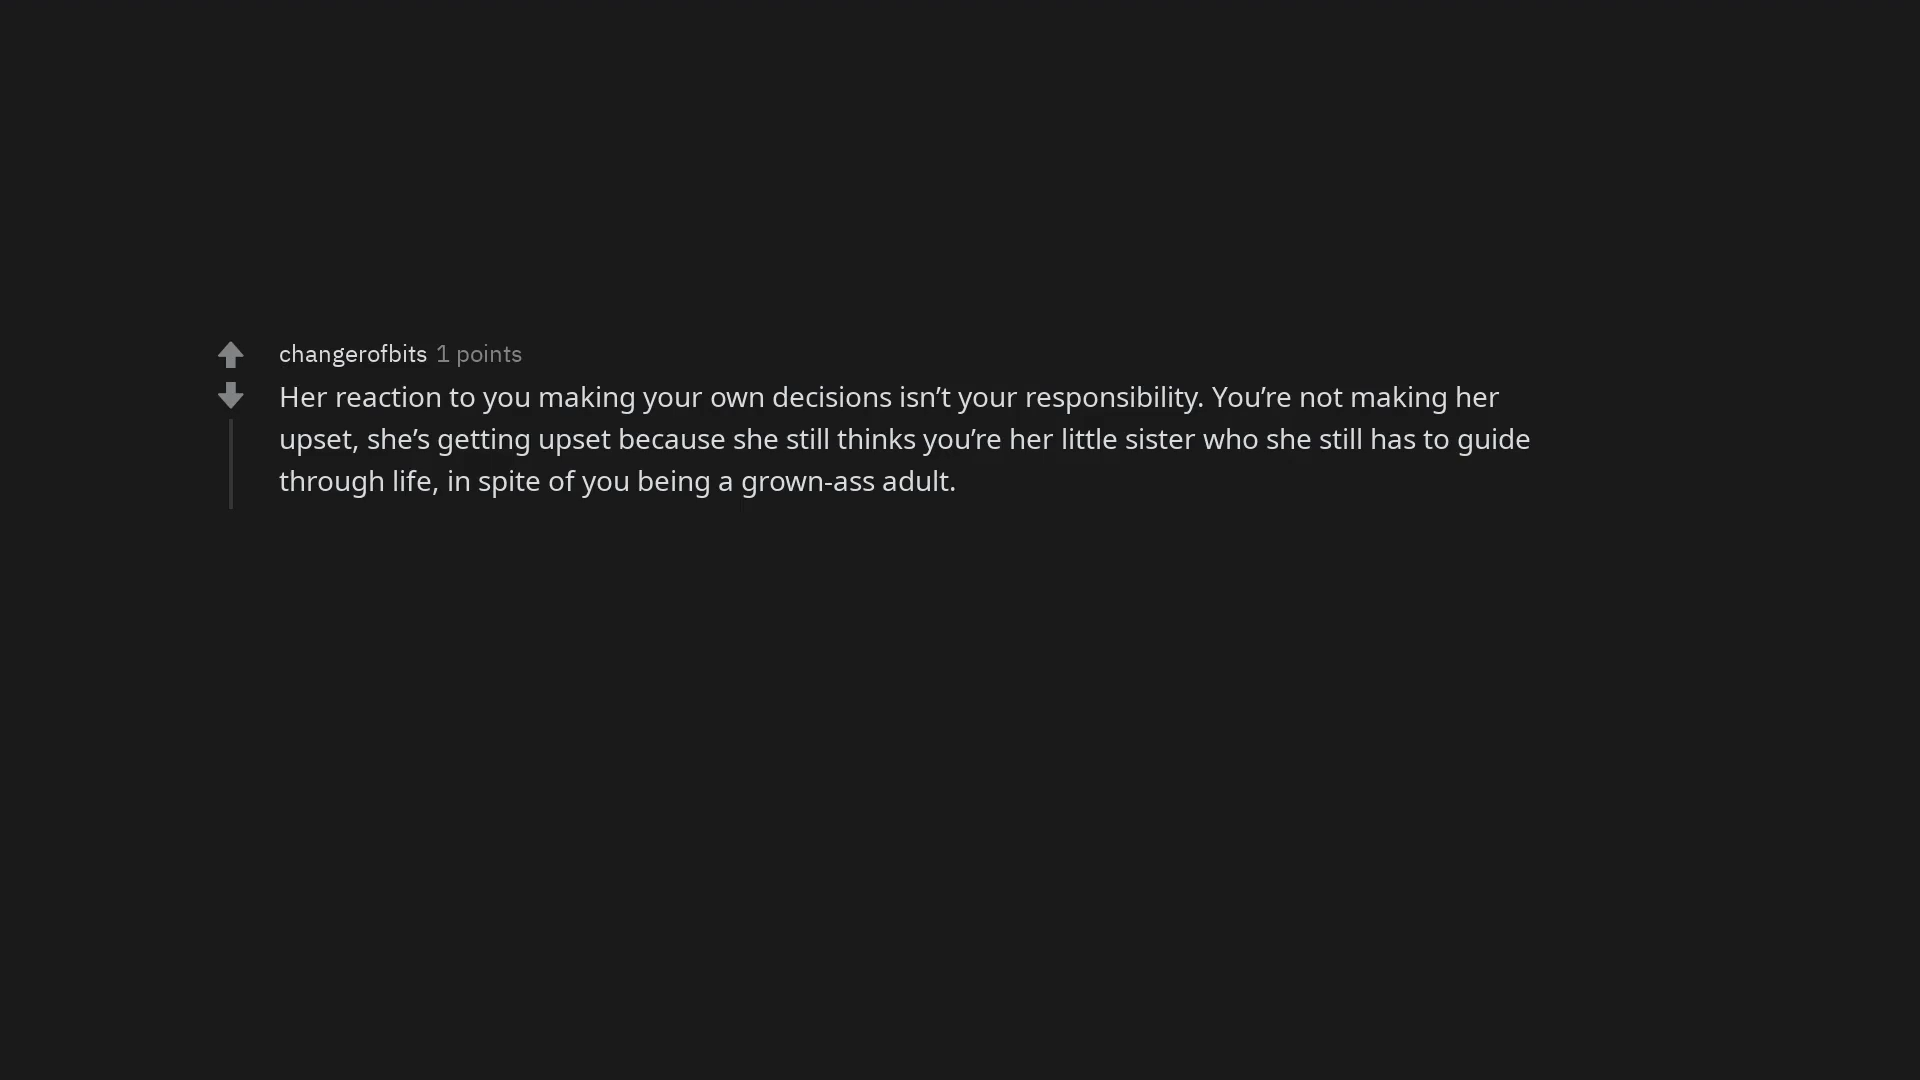 changerofbits 1 points
Her reaction to you making your own decisions isn’t your responsibility. You’re not making her
upset, she’s getting upset because she still thinks you’re her little sister who she still has to guide
through life, in spite of you being a grown-ass adult.